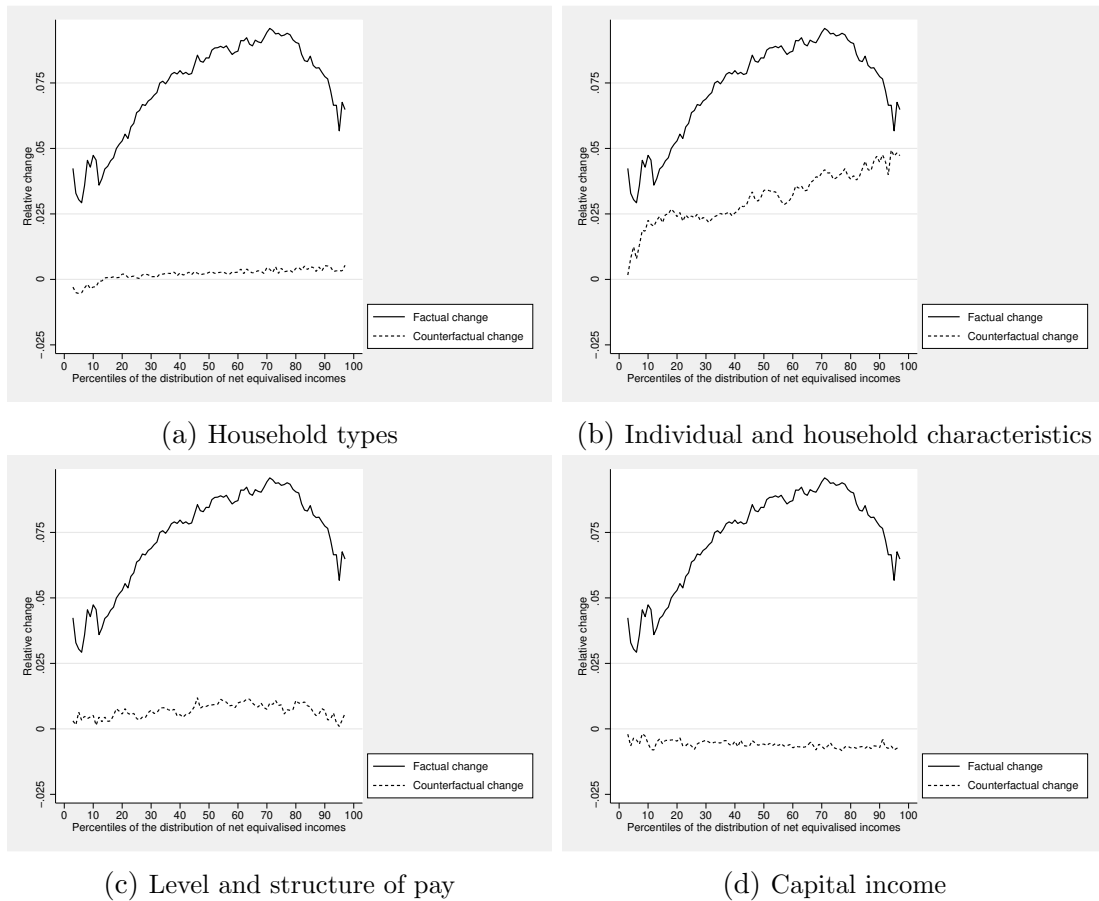 .075
.05
.025
0
−.025
Relative change
0 10 20 30 40 50 60 70 80 90 100
Percentiles of the distribution of net equivalised incomes
Factual change
Counterfactual change
(a) Household types
.075
.05
.025
0
−.025
Relative change
0 10 20 30 40 50 60 70 80 90 100
Percentiles of the distribution of net equivalised incomes
Factual change
Counterfactual change
(b) Individual and household characteristics
.075
.05
.025
0
−.025
Relative change
0 10 20 30 40 50 60 70 80 90 100
Percentiles of the distribution of net equivalised incomes
Factual change
Counterfactual change
(c) Level and structure of pay
.075
.05
.025
0
−.025
Relative change
0 10 20 30 40 50 60 70 80 90 100
Percentiles of the distribution of net equivalised incomes
Factual change
Counterfactual change
(d) Capital income